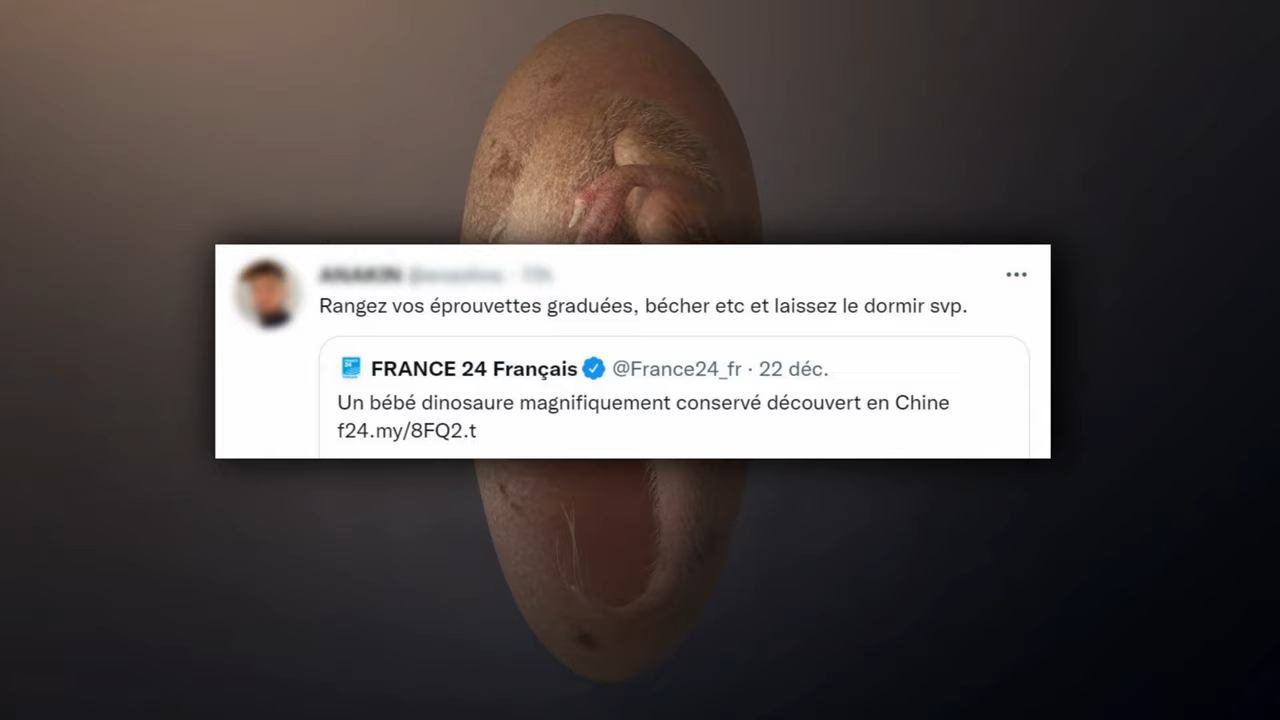 ANAKIN
Rangez vos éprouvettes graduées, bécher etc et laissez le dormir svp.
FRANCE 24 Français @France24_fr · 22 déc.
Un bébé dinosaure magnifiquement conservé découvert en Chine
f24.my/8FQ2.t